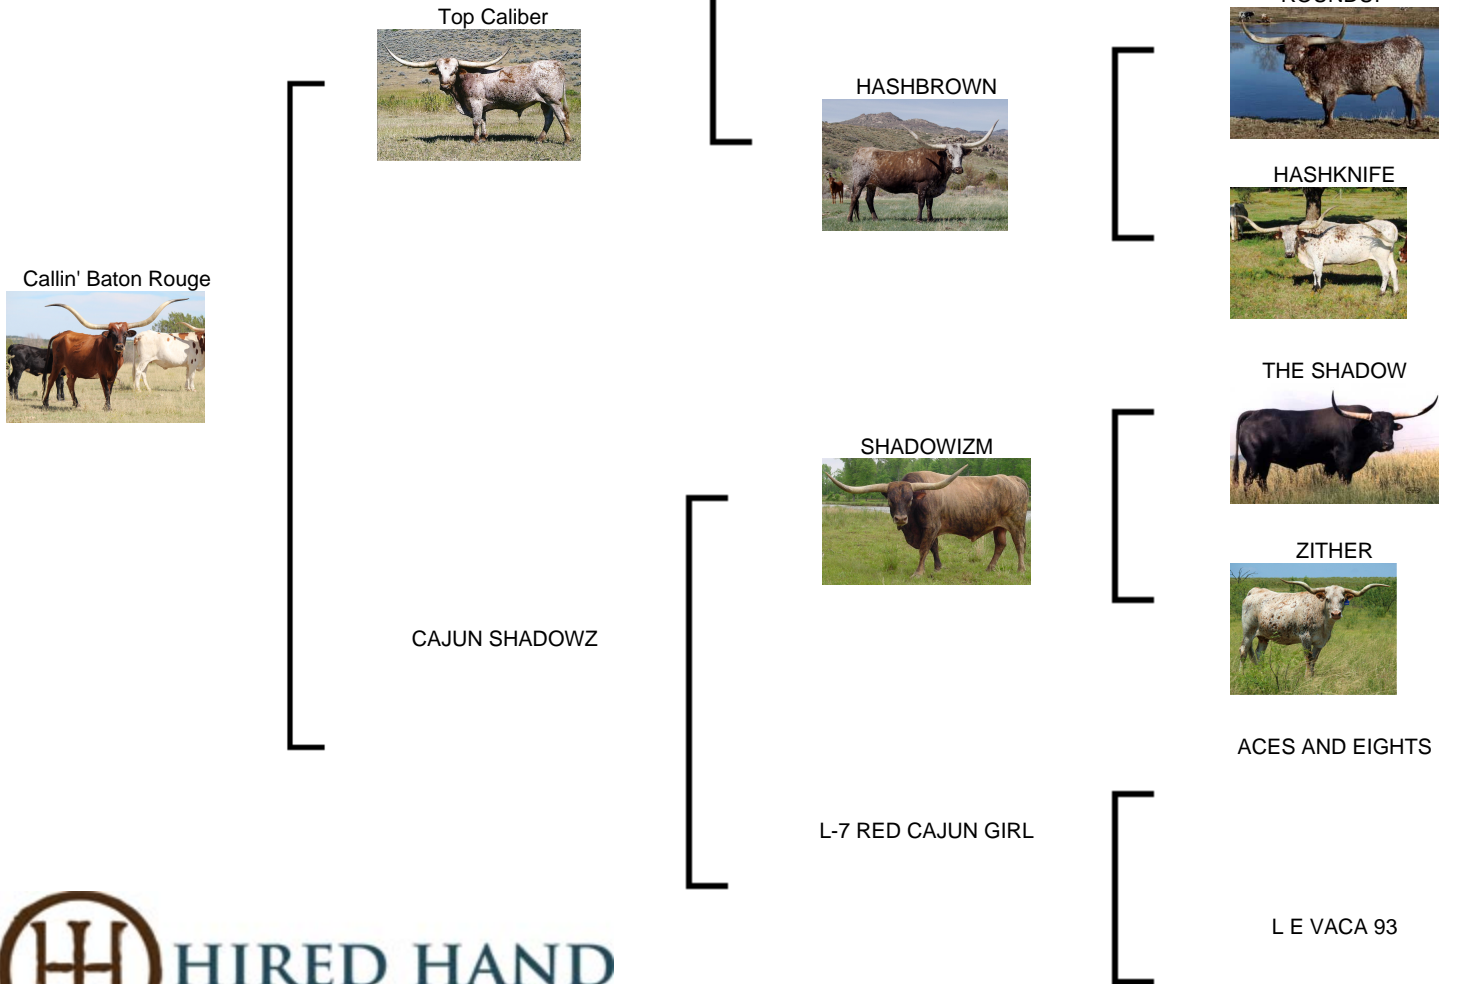 Top Caliber
HASHBROWN
HASHKNIFE
Callin' Baton Rouge
THE SHADOW
SHADOWIZM
ZITHER
CAJUN SHADOWZ
ACES AND EIGHTS
L-7 RED CAJUN GIRL
L E VACA 93
HIRED HAND